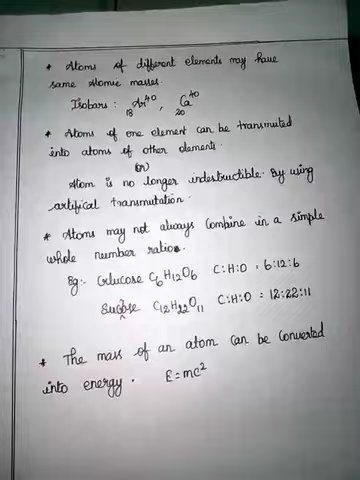 * Atoms of different elements may have
same atomic masses.
Isobars : ₁₈Ar⁴⁰, ₂₀Ca⁴⁰
* Atoms of one element can be transmuted
into atoms of other elements.
(or)
Atom is no longer indestructible. By using
artifical transmutation.
* Atoms may not always combine in a simple
whole number ratio.
Eg:- Glucose C₆H₁₂O₆ C:H:O = 6:12:6
Sucrose C₁₂H₂₂O₁₁ C:H:O = 12:22:11
* The mass of an atom can be converted
into energy. E=mc²